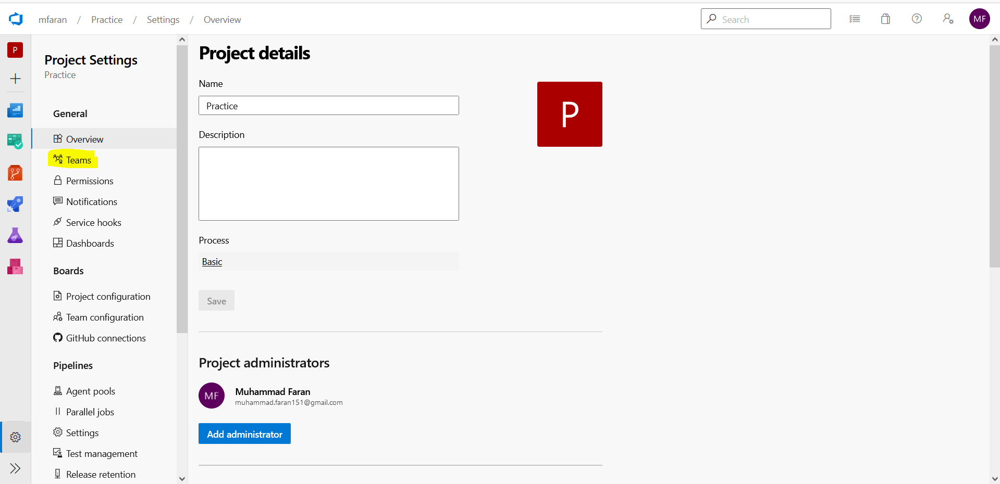 mfaran / Practice / Settings / Overview
Search
MF
P
Project Settings
Practice
General
Overview
Teams
Permissions
Notifications
Service hooks
Dashboards
Boards
Project configuration
Team configuration
GitHub connections
Pipelines
Agent pools
Parallel jobs
Settings
Test management
Release retention
Project details
Name
Practice
P
Description
Process
Basic
Save
Project administrators
MF
Muhammad Faran
muhammad.faran151@gmail.com
Add administrator